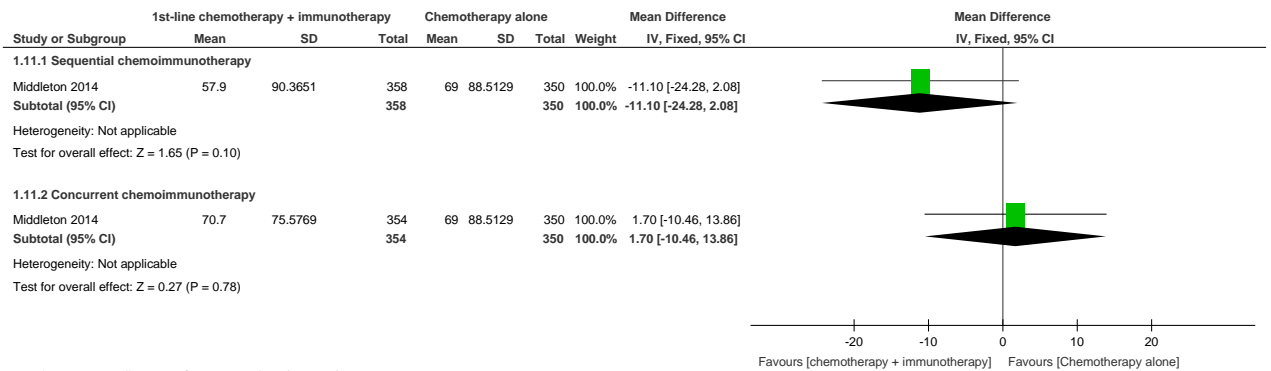 1st-line chemotherapy + immunotherapy Chemotherapy alone Mean Difference Mean Difference
Study or Subgroup Mean SD Total Mean SD Total Weight IV, Fixed, 95% CI IV, Fixed, 95% CI
1.11.1 Sequential chemoimmunotherapy
Middleton 2014 57.9 90.3651 358 69 88.5129 350 100.0% -11.10 [-24.28, 2.08]
Subtotal (95% CI) 358 350 100.0% -11.10 [-24.28, 2.08]
Heterogeneity: Not applicable
Test for overall effect: Z = 1.65 (P = 0.10)
1.11.2 Concurrent chemoimmunotherapy
Middleton 2014 70.7 75.5769 354 69 88.5129 350 100.0% 1.70 [-10.46, 13.86]
Subtotal (95% CI) 354 350 100.0% 1.70 [-10.46, 13.86]
Heterogeneity: Not applicable
Test for overall effect: Z = 0.27 (P = 0.78)
-20 -10 0 10 20
Favours [chemotherapy + immunotherapy] Favours [Chemotherapy alone]